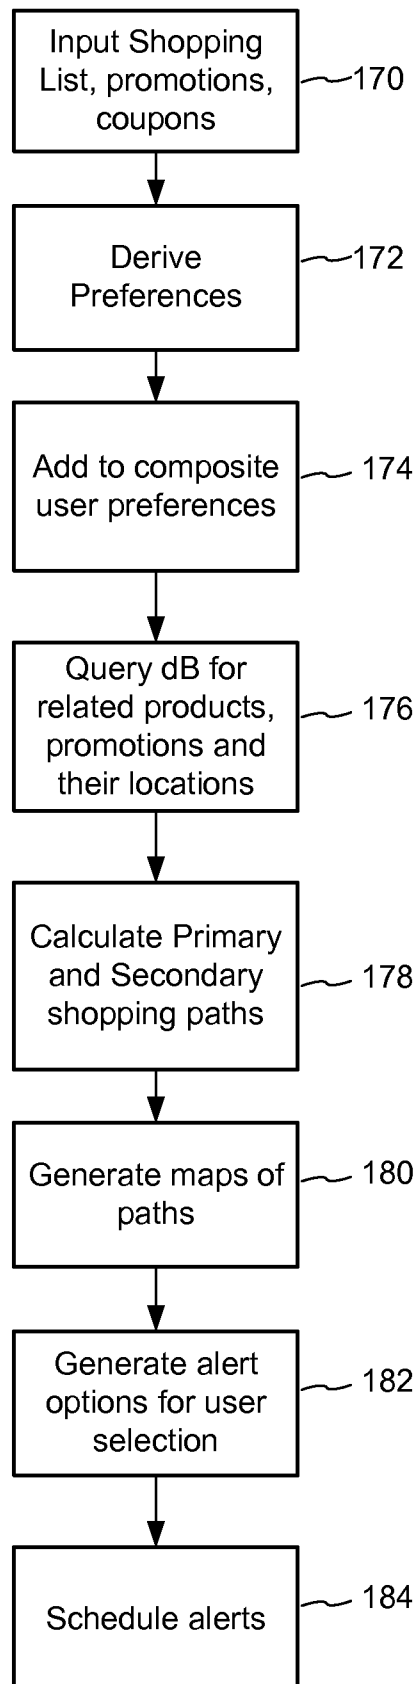 Input Shopping
List, promotions,
coupons
170
Derive
Preferences
172
Add to composite
user preferences
174
Query dB for
related products,
promotions and
their locations
176
Calculate Primary
and Secondary
shopping paths
178
Generate maps of
paths
180
Generate alert
options for user
selection
182
Schedule alerts
184